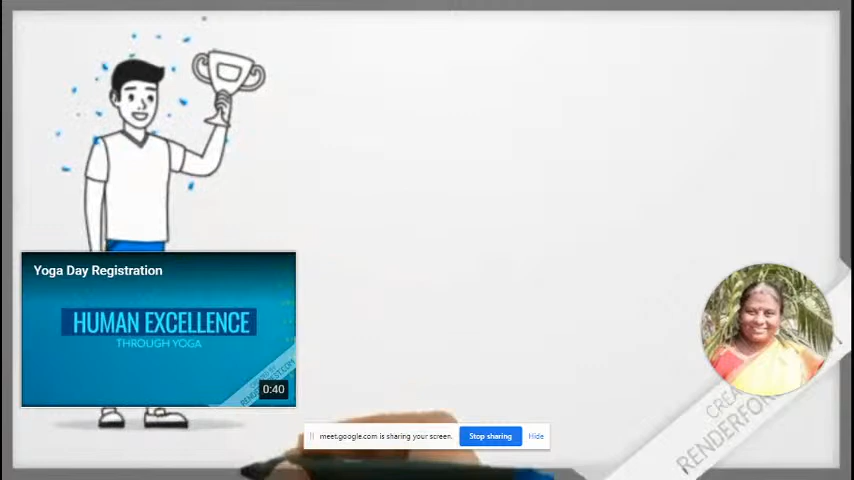 Yoga Day Registration
HUMAN EXCELLENCE
THROUGH YOGA
0:40
meet.google.com is sharing your screen.
Stop sharing
Hide